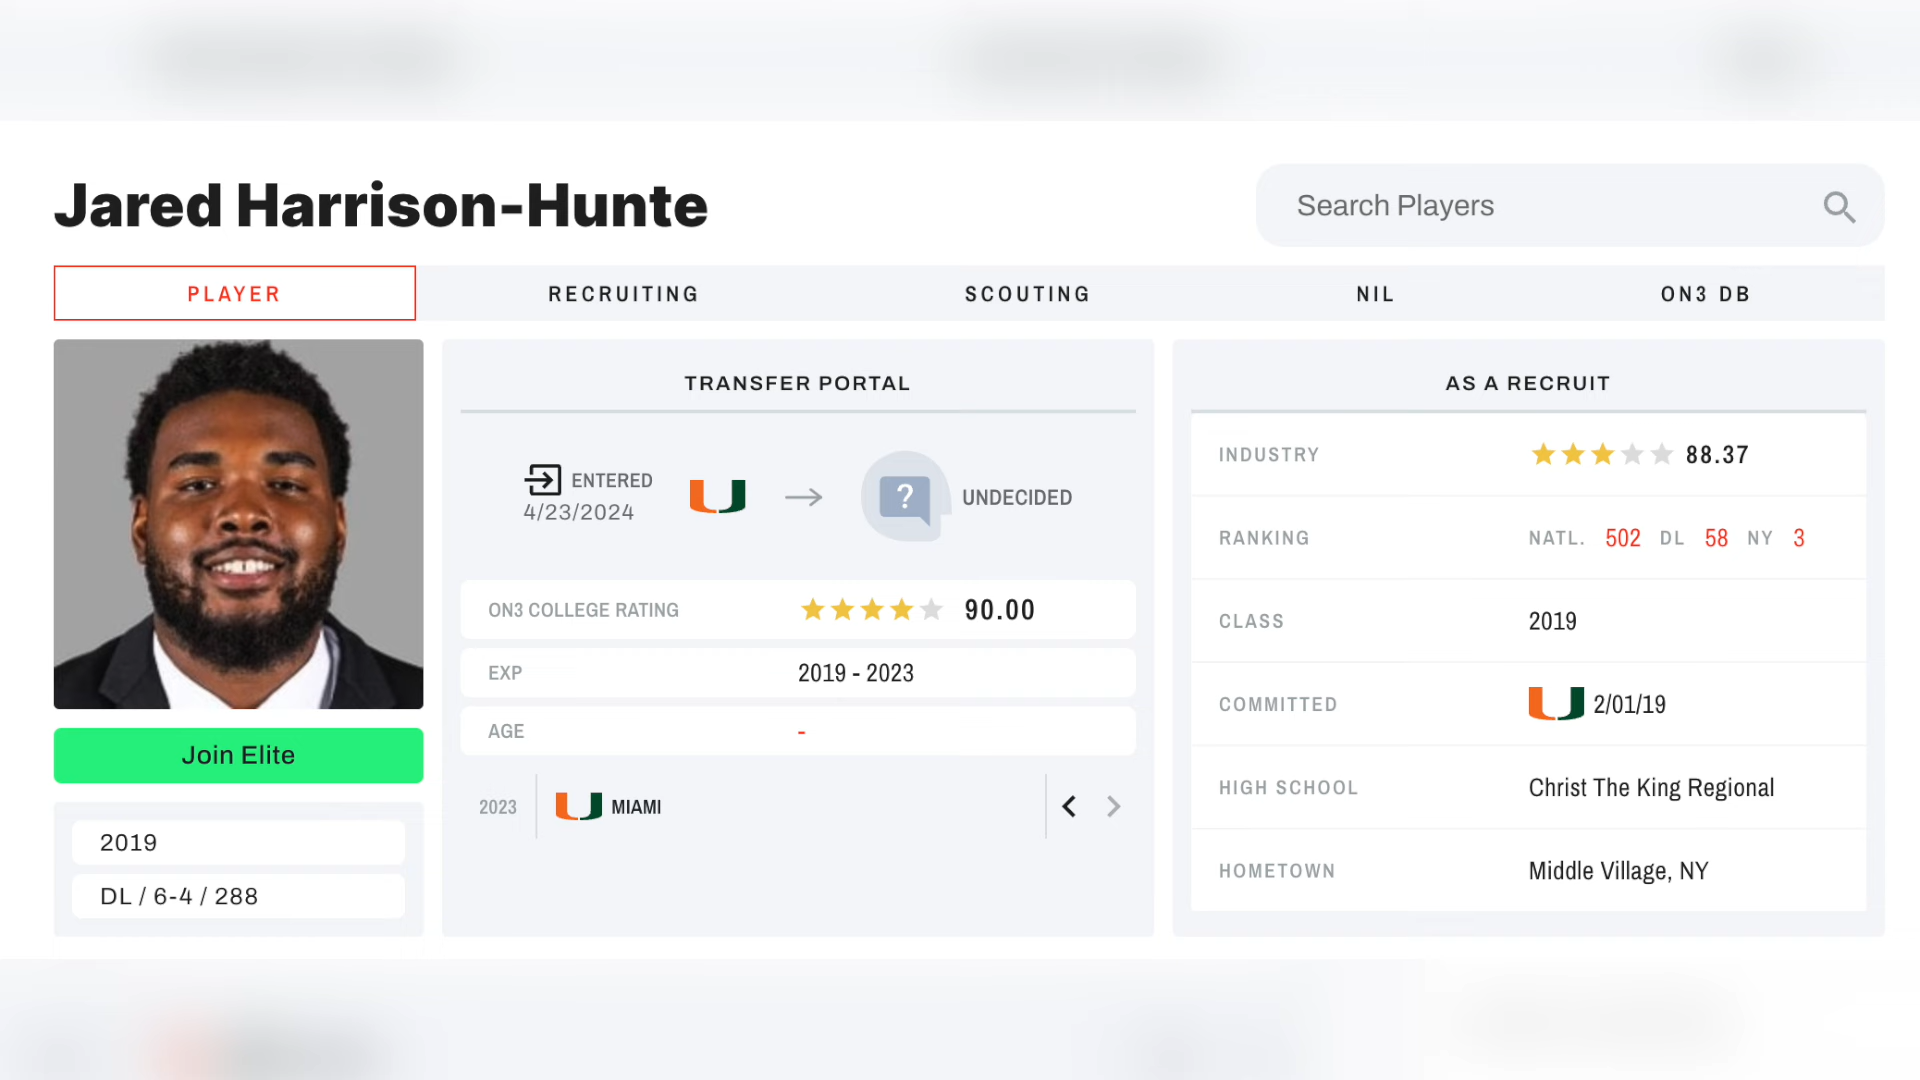 Jared Harrison-Hunte
Search Players
PLAYER
RECRUITING
SCOUTING
NIL
ON3 DB
Join Elite
2019
DL / 6-4 / 288
TRANSFER PORTAL
ENTERED
4/23/2024
?
UNDECIDED
ON3 COLLEGE RATING 90.00
EXP 2019 - 2023
AGE -
2023 MIAMI
AS A RECRUIT
INDUSTRY 88.37
RANKING NATL. 502 DL 58 NY 3
CLASS 2019
COMMITTED 2/01/19
HIGH SCHOOL Christ The King Regional
HOMETOWN Middle Village, NY